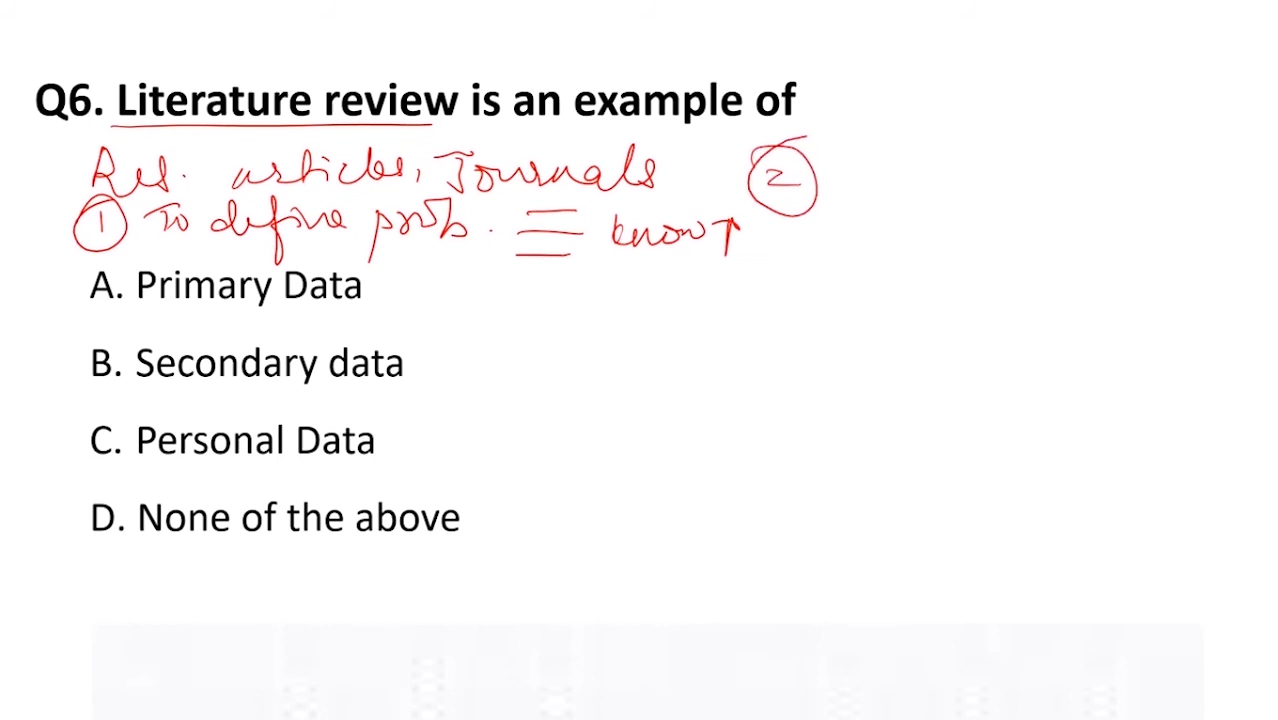 Q6. Literature review is an example of
Res. articles, Journals 2
1 To define prob. know↑
A. Primary Data
B. Secondary data
C. Personal Data
D. None of the above